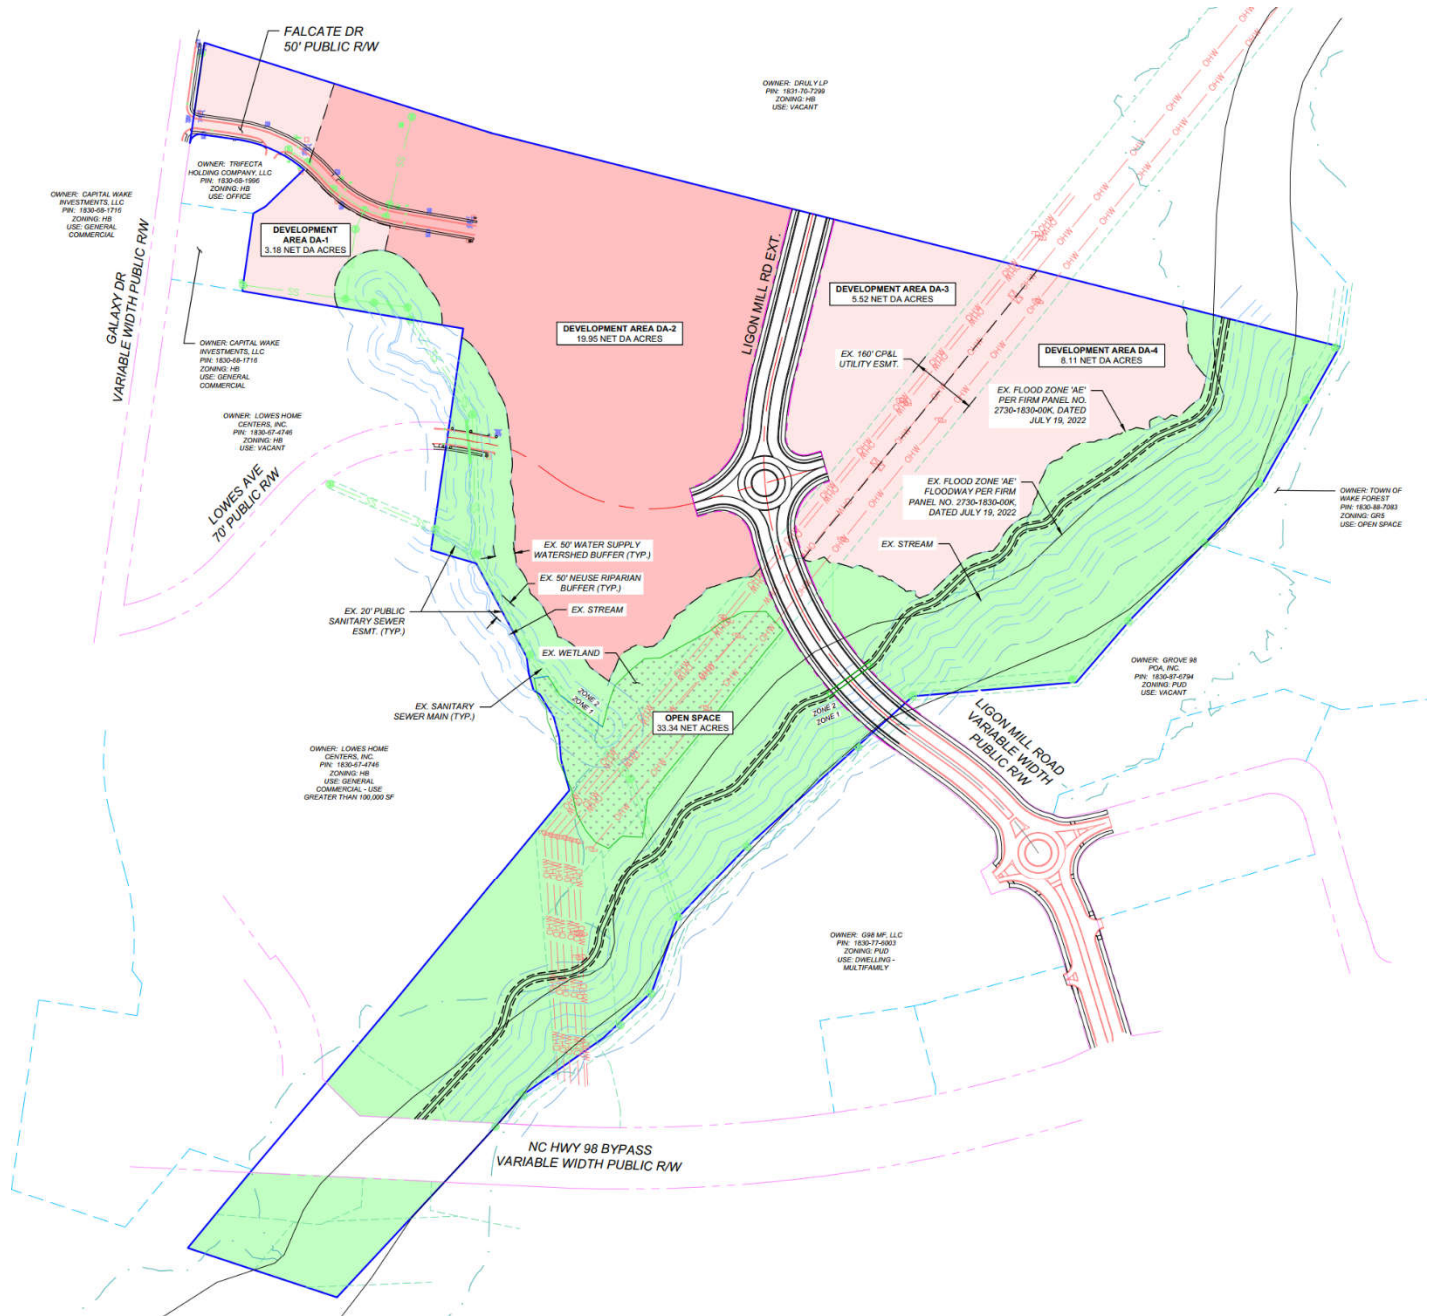 FALCATE DR
50' PUBLIC R/W
OWNER: DRULY LP
PIN: 1831-70-7299
ZONING: HB
USE: VACANT
OWNER: TRIFECTA
HOLDING COMPANY, LLC
PIN: 1830-68-1986
ZONING: HB
USE: OFFICE
OWNER: CAPITAL WAKE
INVESTMENTS, LLC
PIN: 1830-68-1716
ZONING: HB
USE: GENERAL
COMMERCIAL
DEVELOPMENT
AREA DA-1
3.18 NET DA ACRES
GALAXY DR
VARIABLE WIDTH PUBLIC R/W
LIGON MILL RD EXT.
DEVELOPMENT AREA DA-3
5.52 NET DA ACRES
DEVELOPMENT AREA DA-2
19.95 NET DA ACRES
DEVELOPMENT AREA DA-4
8.11 NET DA ACRES
EX. 160' CP&L
UTILITY ESMT.
OWNER: CAPITAL WAKE
INVESTMENTS, LLC
PIN: 1830-68-1716
ZONING: HB
USE: GENERAL
COMMERCIAL
EX. FLOOD ZONE 'AE'
PER FIRM PANEL NO.
2730-1830-00K, DATED
JULY 19, 2022
OWNER: LOWES HOME
CENTERS, INC.
PIN: 1830-67-4746
ZONING: HB
USE: VACANT
LOWES AVE
70' PUBLIC R/W
EX. FLOOD ZONE 'AE'
FLOODWAY PER FIRM
PANEL NO. 2730-1830-00K,
DATED JULY 19, 2022
OWNER: TOWN OF
WAKE FOREST
PIN: 1830-88-7083
ZONING: GR5
USE: OPEN SPACE
EX. STREAM
EX. 50' WATER SUPPLY
WATERSHED BUFFER (TYP.)
EX. 50' NEUSE RIPARIAN
BUFFER (TYP.)
EX. STREAM
EX. 20' PUBLIC
SANITARY SEWER
ESMT. (TYP.)
EX. WETLAND
OWNER: GROVE 98
POA, INC.
PIN: 1830-87-6794
ZONING: PUD
USE: VACANT
ZONE 2
ZONE 1
EX. SANITARY
SEWER MAIN (TYP.)
OPEN SPACE
33.34 NET ACRES
ZONE 2
ZONE 1
LIGON MILL ROAD
VARIABLE WIDTH
PUBLIC R/W
OWNER: LOWES HOME
CENTERS, INC.
PIN: 1830-67-4746
ZONING: HB
USE: GENERAL
COMMERCIAL - USE
GREATER THAN 100,000 SF
OWNER: G98 MF, LLC
PIN: 1830-77-6003
ZONING: PUD
USE: DWELLING -
MULTIFAMILY
NC HWY 98 BYPASS
VARIABLE WIDTH PUBLIC R/W